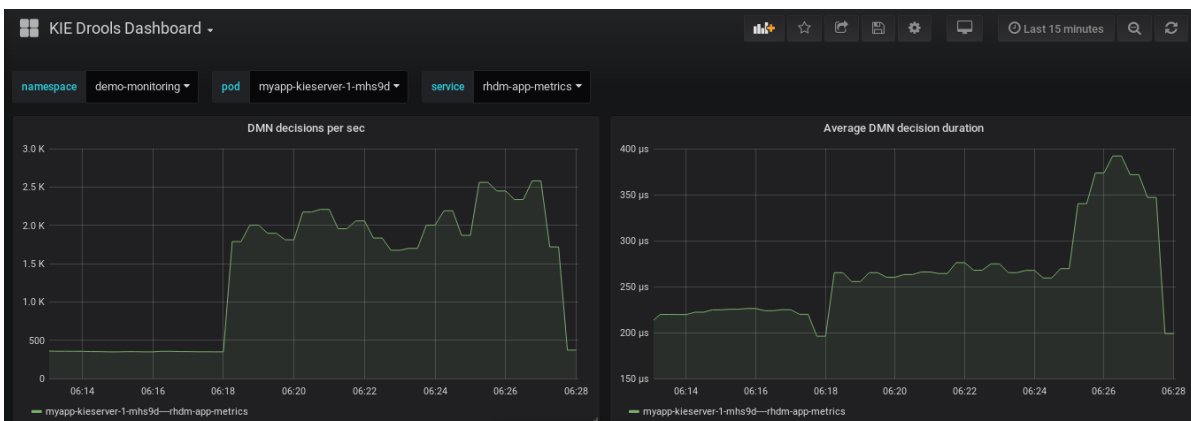 KIE Drools Dashboard
Last 15 minutes
namespace demo-monitoring pod myapp-kieserver-1-mhs9d service rhdm-app-metrics
DMN decisions per sec
3.0 K
2.5 K
2.0 K
1.5 K
1.0 K
500
0
06:14 06:16 06:18 06:20 06:22 06:24 06:26 06:28
myapp-kieserver-1-mhs9d—rhdm-app-metrics
Average DMN decision duration
400 µs
350 µs
300 µs
250 µs
200 µs
150 µs
06:14 06:16 06:18 06:20 06:22 06:24 06:26 06:28
myapp-kieserver-1-mhs9d—rhdm-app-metrics